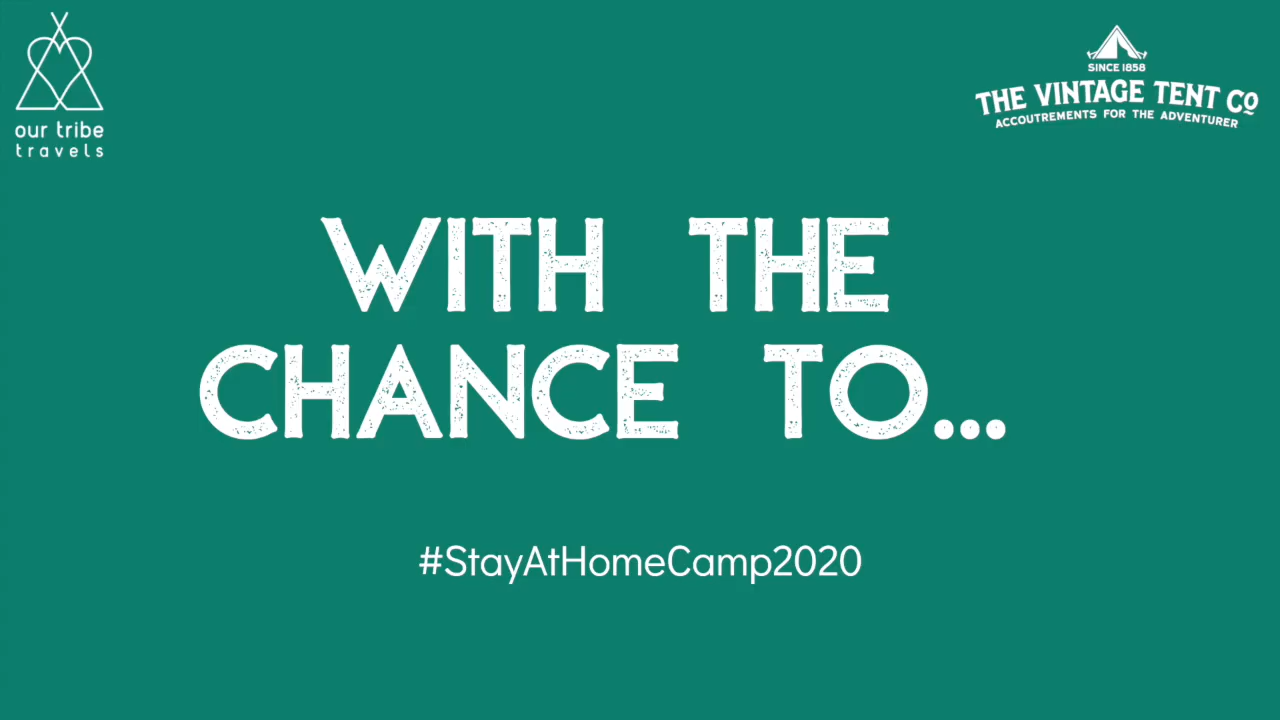 our tribe
travels
SINCE 1858
THE VINTAGE TENT CO
ACCOUTREMENTS FOR THE ADVENTURER
WITH THE
CHANCE TO...
#StayAtHomeCamp2020